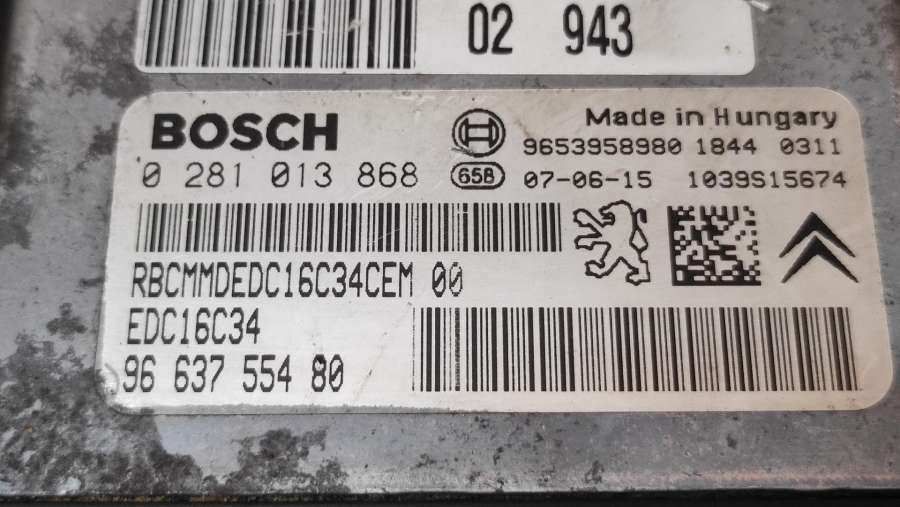 02 943
BOSCH
Made in Hungary
9653958980 1844 0311
0 281 013 868
658 07-06-15 1039S15674
RBCMMDEDC16C34CEM 00
EDC16C34
96 637 554 80